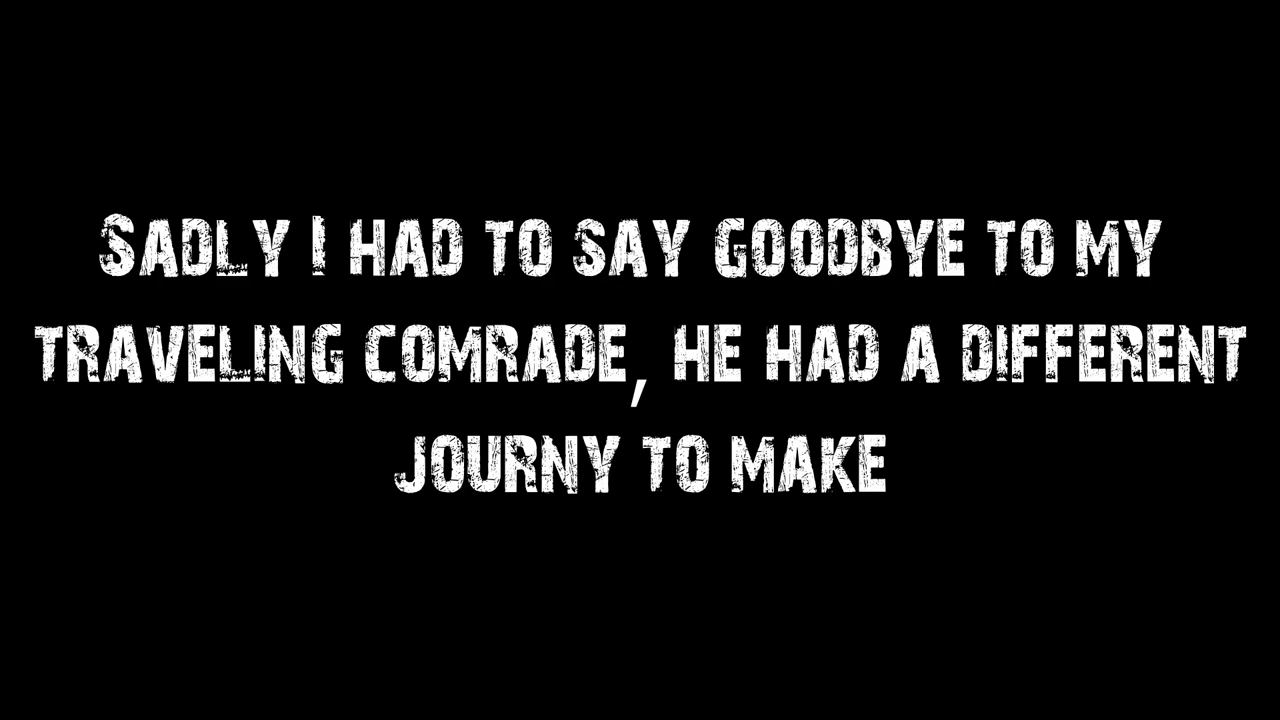 Sadly I had to say goodbye to my
traveling comrade, he had a different
journy to make